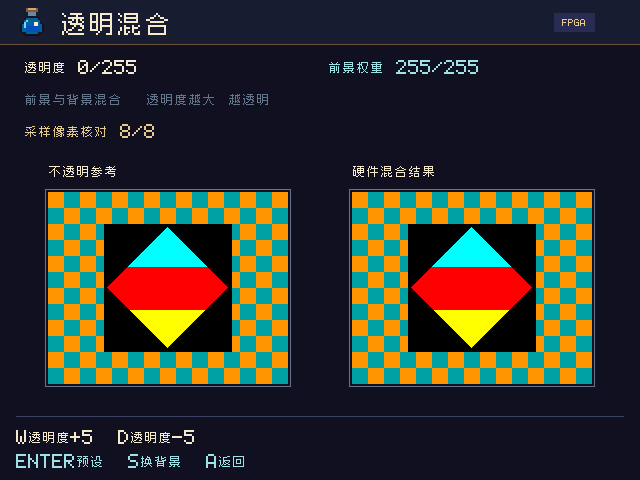 透明混合 FPGA
透明度 0/255 前景权重 255/255
前景与背景混合 透明度越大 越透明
采样像素核对 8/8
不透明参考 硬件混合结果
W透明度+5 D透明度-5
ENTER预设 S换背景 A返回